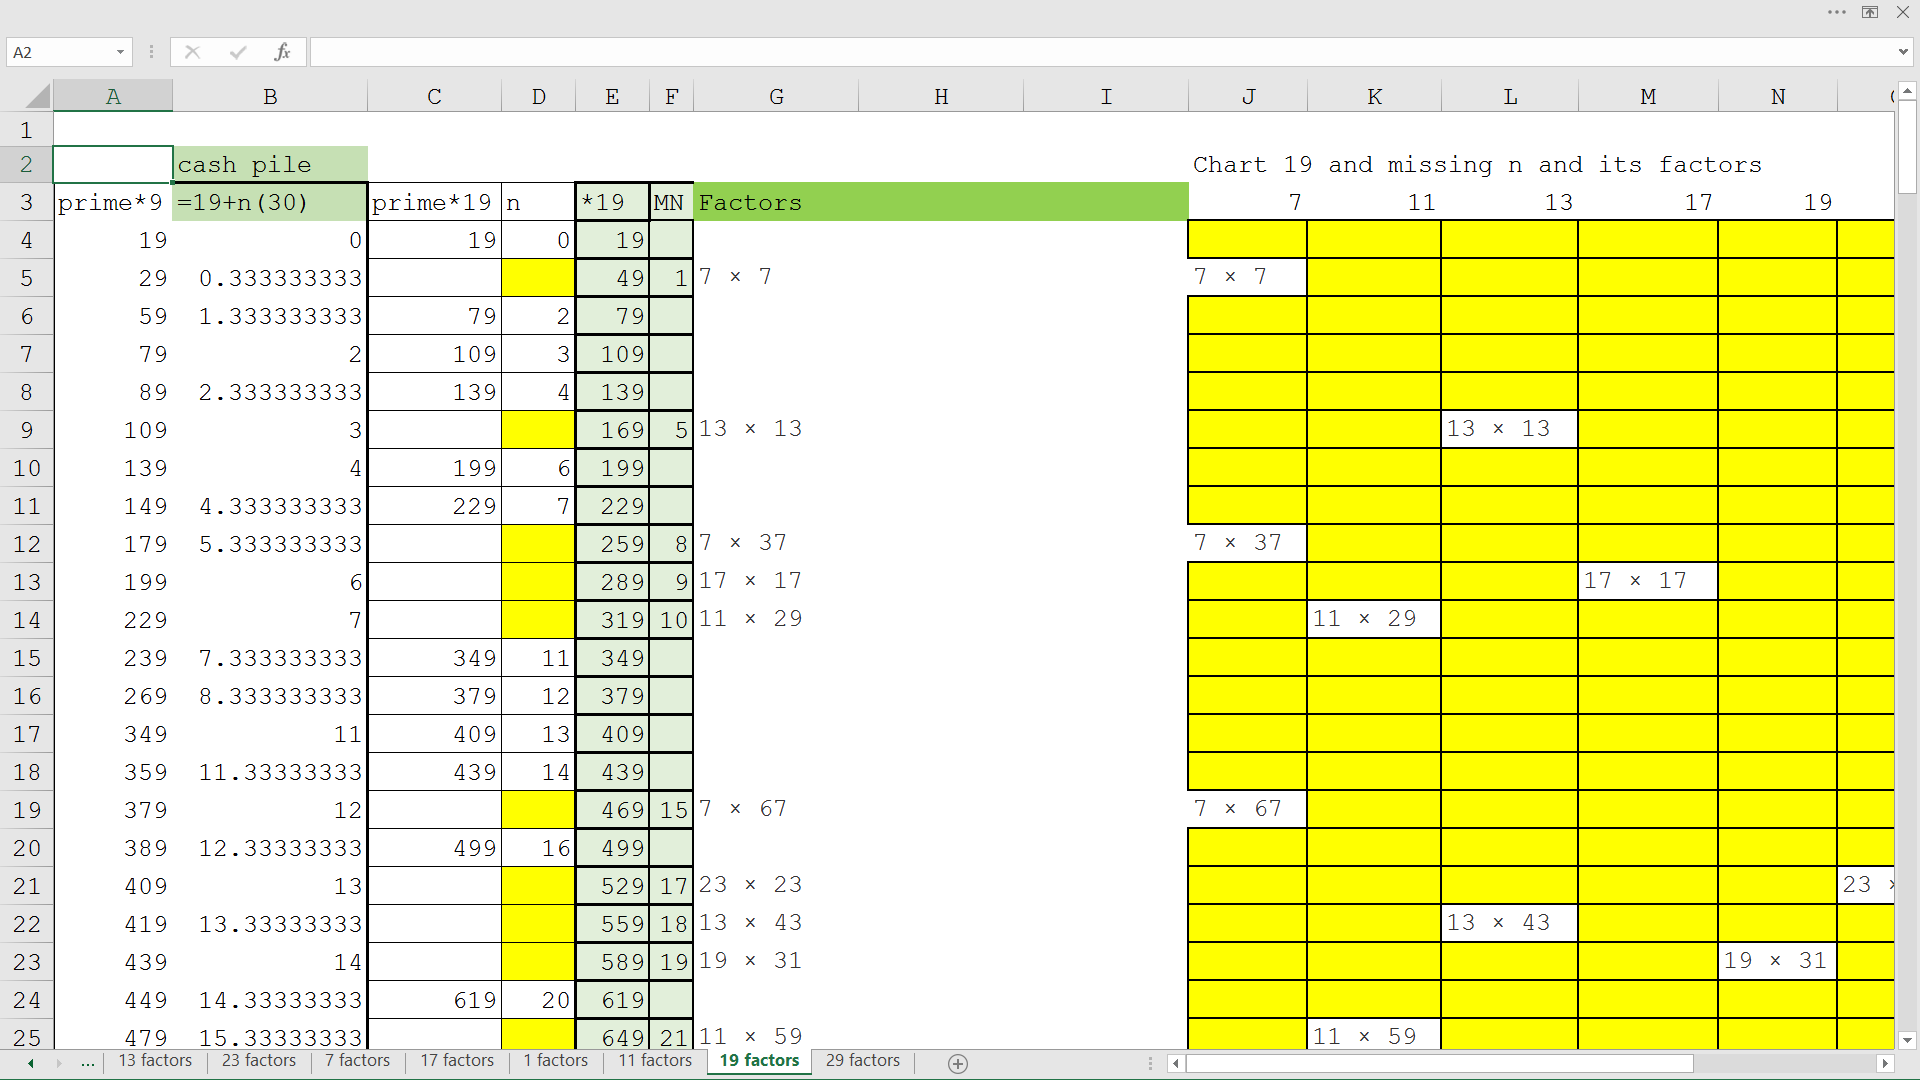 A2
fx
A B C D E F G H I J K L M N
1
2 cash pile Chart 19 and missing n and its factors
3 prime*9 =19+n(30) prime*19 n *19 MN Factors 7 11 13 17 19
4 19 0 19 0 19
5 29 0.333333333 49 1 7 × 7 7 × 7
6 59 1.333333333 79 2 79
7 79 2 109 3 109
8 89 2.333333333 139 4 139
9 109 3 169 5 13 × 13 13 × 13
10 139 4 199 6 199
11 149 4.333333333 229 7 229
12 179 5.333333333 259 8 7 × 37 7 × 37
13 199 6 289 9 17 × 17 17 × 17
14 229 7 319 10 11 × 29 11 × 29
15 239 7.333333333 349 11 349
16 269 8.333333333 379 12 379
17 349 11 409 13 409
18 359 11.33333333 439 14 439
19 379 12 469 15 7 × 67 7 × 67
20 389 12.33333333 499 16 499
21 409 13 529 17 23 × 23 23 ×
22 419 13.33333333 559 18 13 × 43 13 × 43
23 439 14 589 19 19 × 31 19 × 31
24 449 14.33333333 619 20 619
25 479 15.33333333 649 21 11 × 59 11 × 59
... 13 factors 23 factors 7 factors 17 factors 1 factors 11 factors 19 factors 29 factors